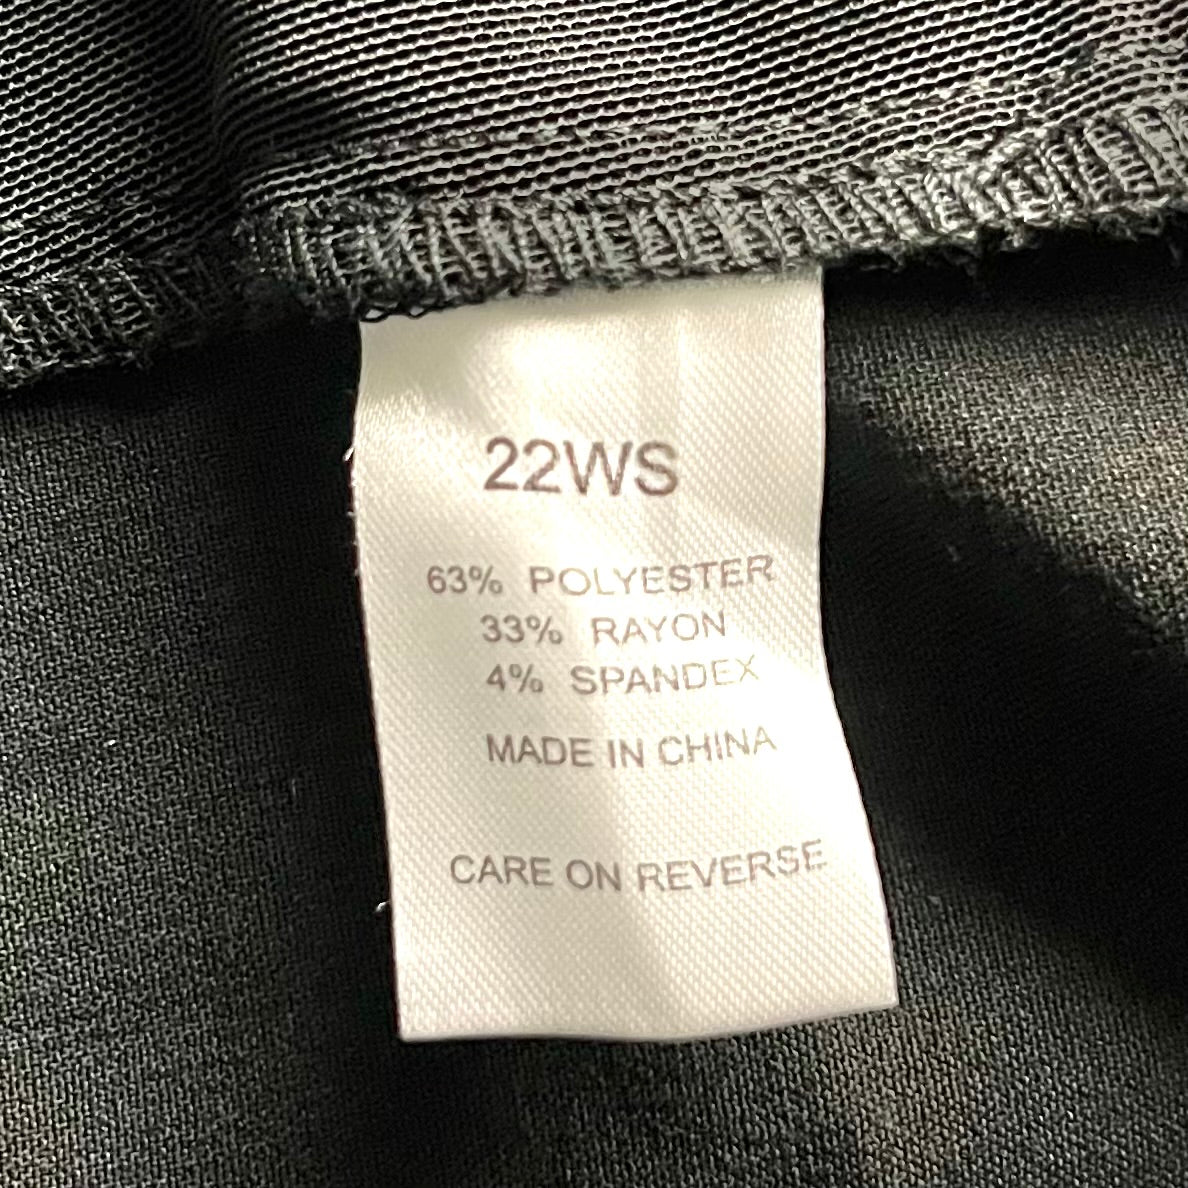 22WS
63% POLYESTER
33% RAYON
4% SPANDEX
MADE IN CHINA
CARE ON REVERSE